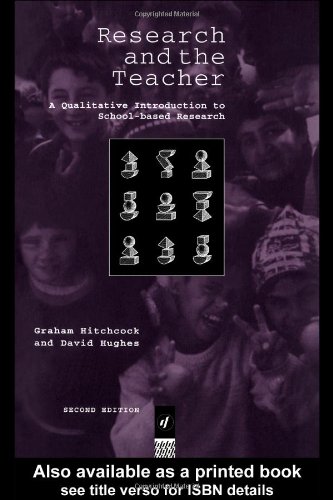 Research
and the
Teacher
A Qualitative Introduction to
School-based Research
Graham Hitchcock
and David Hughes
SECOND EDITION
Also available as a printed book
see title verso for ISBN details